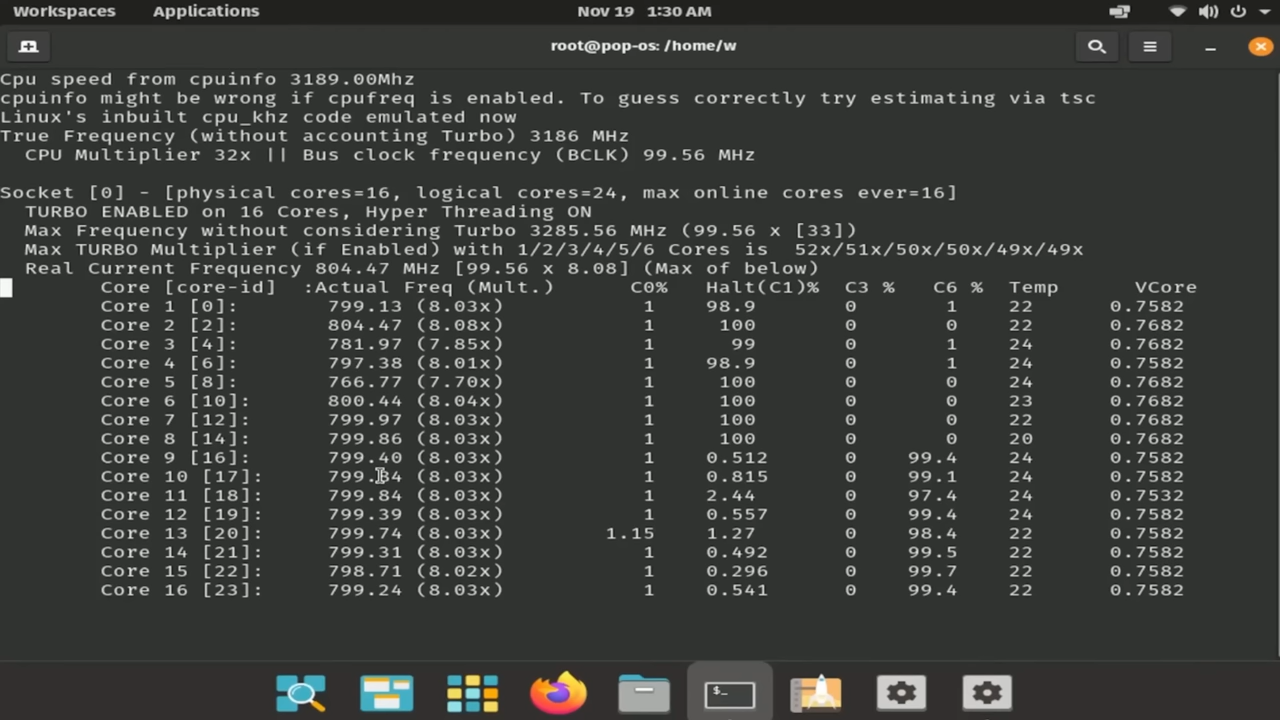 Workspaces Applications Nov 19 1:30 AM
root@pop-os: /home/w
Cpu speed from cpuinfo 3189.00Mhz
cpuinfo might be wrong if cpufreq is enabled. To guess correctly try estimating via tsc
Linux's inbuilt cpu_khz code emulated now
True Frequency (without accounting Turbo) 3186 MHz
CPU Multiplier 32x || Bus clock frequency (BCLK) 99.56 MHz
Socket [0] - [physical cores=16, logical cores=24, max online cores ever=16]
TURBO ENABLED on 16 Cores, Hyper Threading ON
Max Frequency without considering Turbo 3285.56 MHz (99.56 x [33])
Max TURBO Multiplier (if Enabled) with 1/2/3/4/5/6 Cores is 52x/51x/50x/50x/49x/49x
Real Current Frequency 804.47 MHz [99.56 x 8.08] (Max of below)
Core [core-id] :Actual Freq (Mult.) C0% Halt(C1)% C3 % C6 % Temp VCore
Core 1 [0]: 799.13 (8.03x) 1 98.9 0 1 22 0.7582
Core 2 [2]: 804.47 (8.08x) 1 100 0 0 22 0.7682
Core 3 [4]: 781.97 (7.85x) 1 99 0 1 24 0.7682
Core 4 [6]: 797.38 (8.01x) 1 98.9 0 1 24 0.7582
Core 5 [8]: 766.77 (7.70x) 1 100 0 0 24 0.7682
Core 6 [10]: 800.44 (8.04x) 1 100 0 0 23 0.7682
Core 7 [12]: 799.97 (8.03x) 1 100 0 0 22 0.7682
Core 8 [14]: 799.86 (8.03x) 1 100 0 0 20 0.7682
Core 9 [16]: 799.40 (8.03x) 1 0.512 0 99.4 24 0.7582
Core 10 [17]: (8.03x) 1 0.815 0 99.1 24 0.7582
Core 11 [18]: 799.84 (8.03x) 1 2.44 0 97.4 24 0.7532
Core 12 [19]: 799.39 (8.03x) 1 0.557 0 99.4 24 0.7582
Core 13 [20]: 799.74 (8.03x) 1.15 1.27 0 98.4 22 0.7582
Core 14 [21]: 799.31 (8.03x) 1 0.492 0 99.5 22 0.7582
Core 15 [22]: 798.71 (8.02x) 1 0.296 0 99.7 22 0.7582
Core 16 [23]: 799.24 (8.03x) 1 0.541 0 99.4 22 0.7582